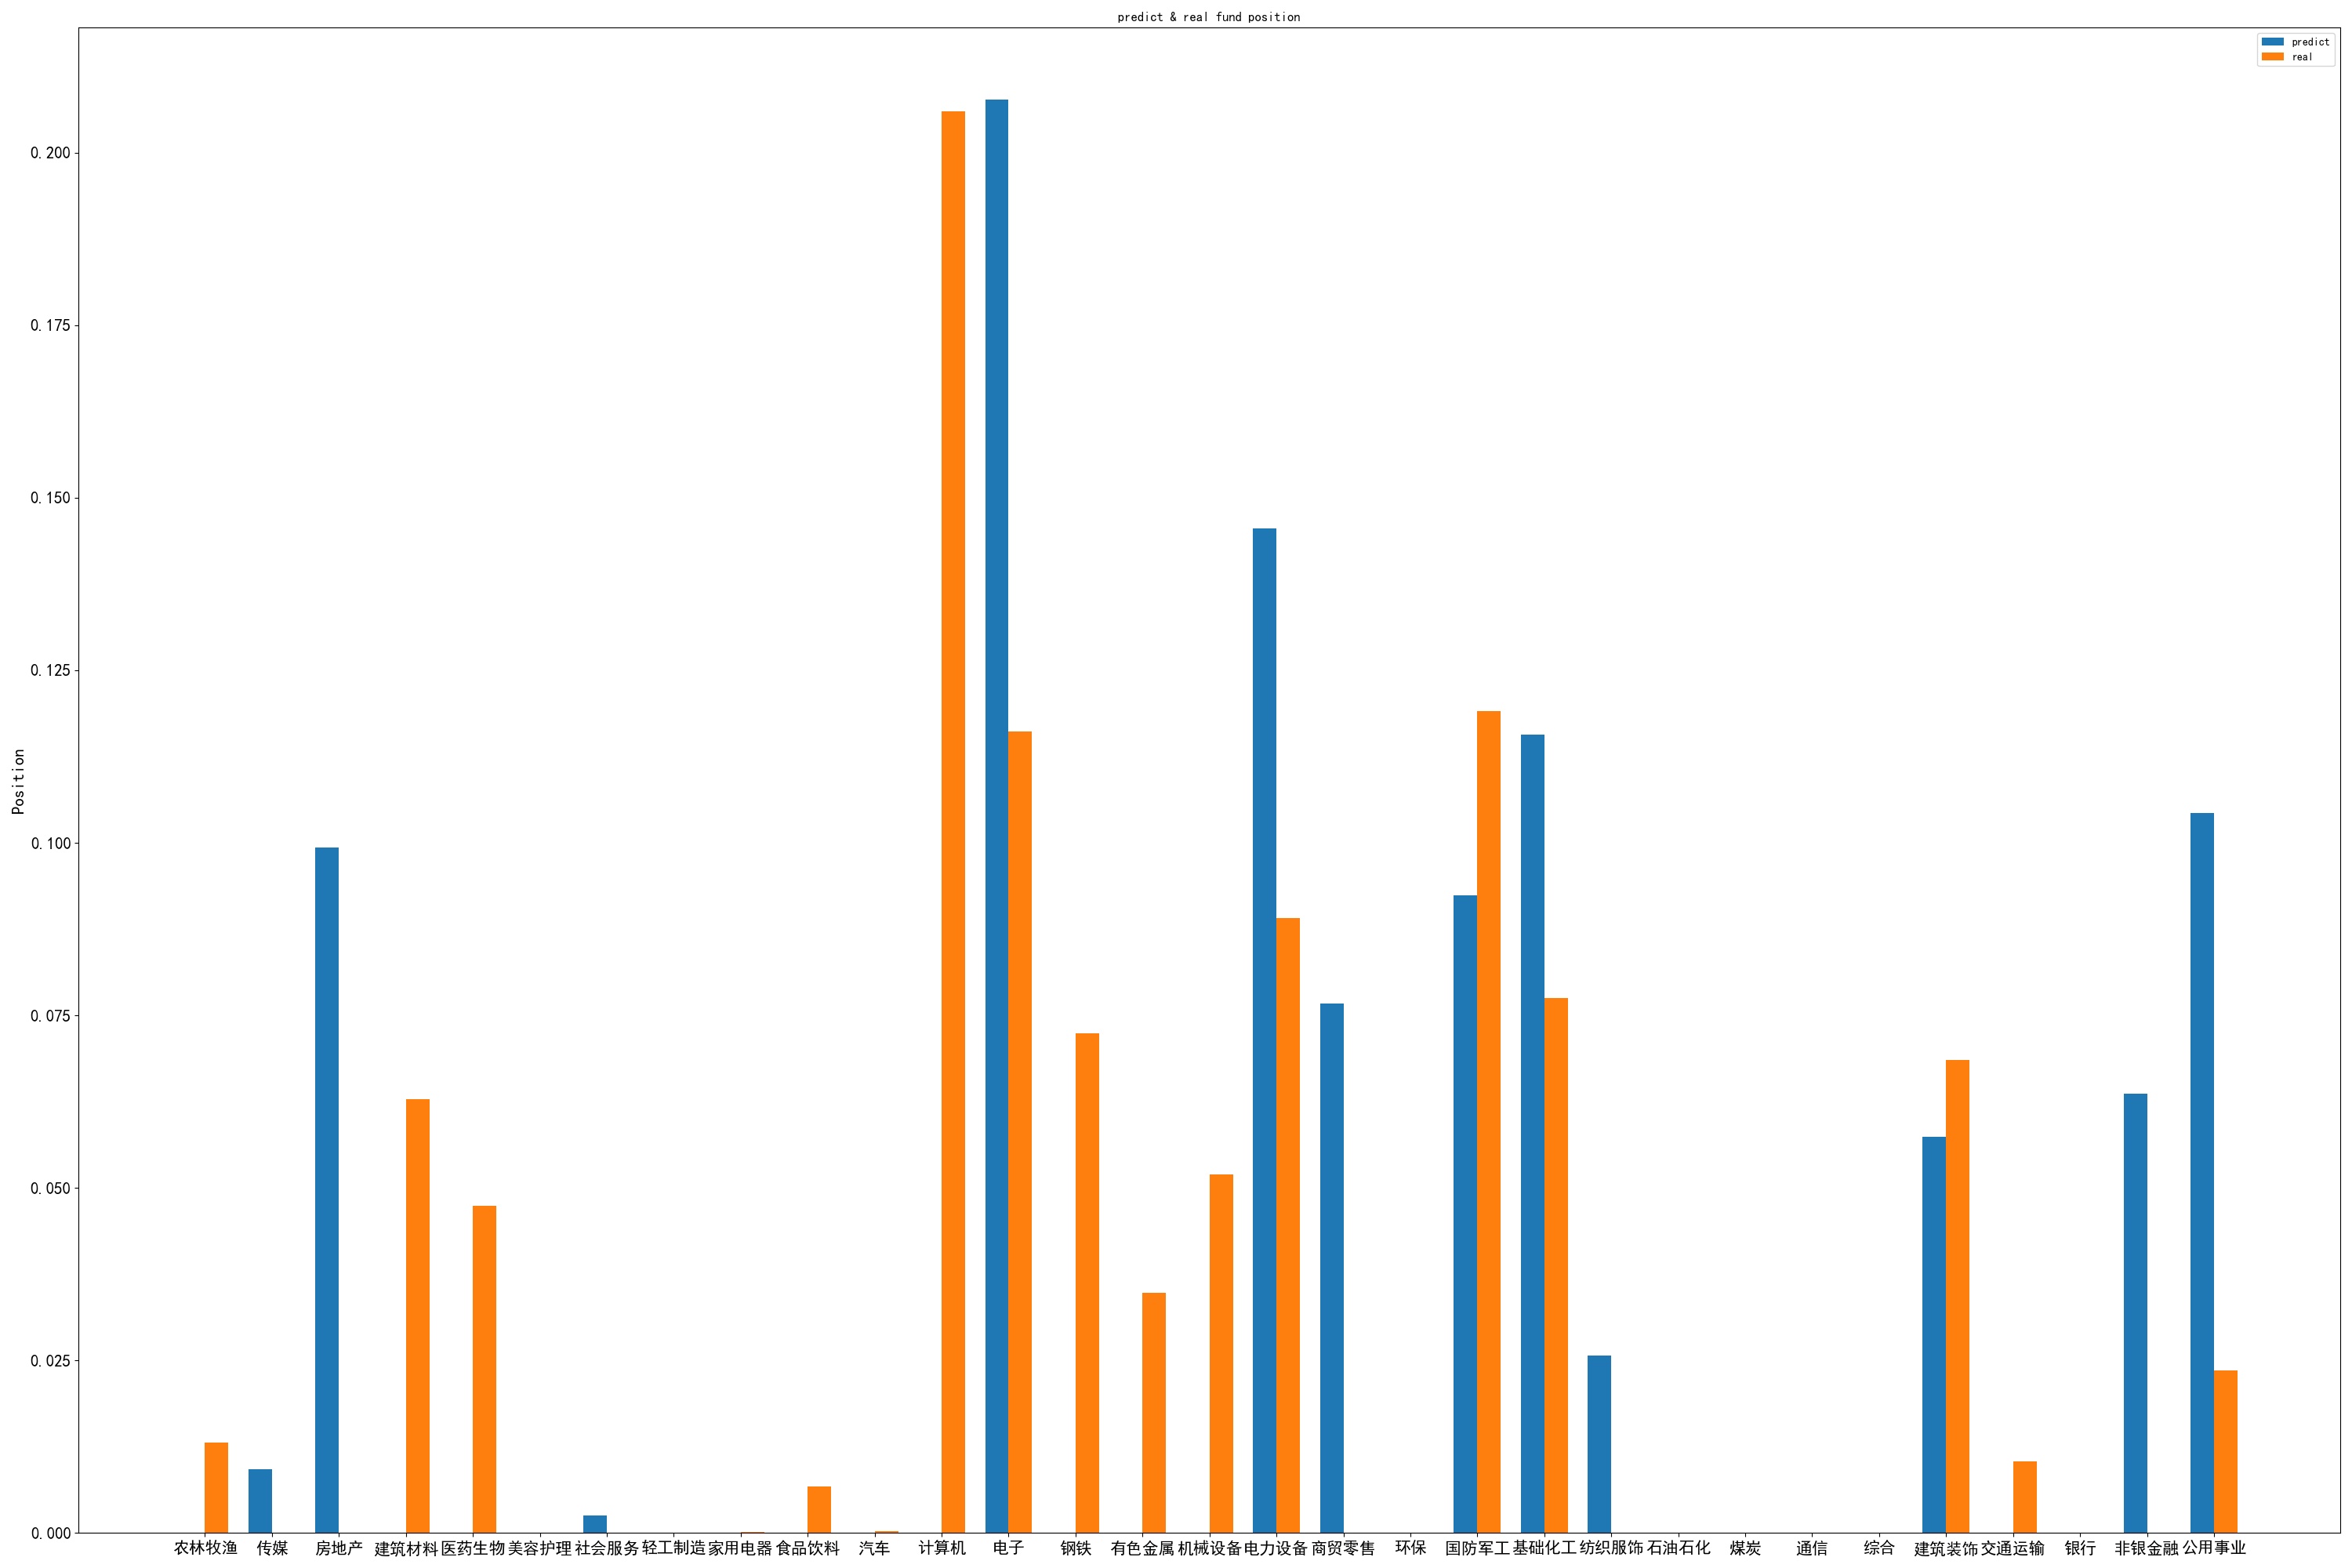 predict & real fund position
predict
real
0.200
0.175
0.150
0.125
0.100
0.075
0.050
0.025
0.000
Position
农林牧渔 传媒 房地产 建筑材料 医药生物 美容护理 社会服务 轻工制造 家用电器 食品饮料 汽车 计算机 电子 钢铁 有色金属 机械设备 电力设备 商贸零售 环保 国防军工 基础化工 纺织服饰 石油石化 煤炭 通信 综合 建筑装饰 交通运输 银行 非银金融 公用事业